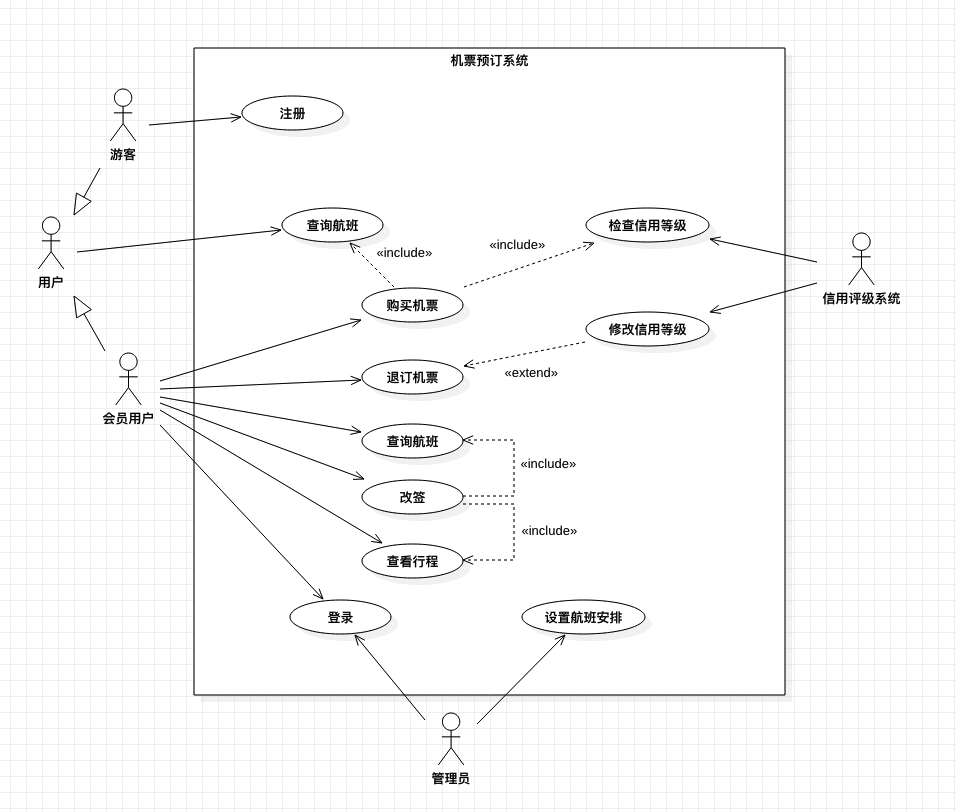 机票预订系统
注册
游客
查询航班
检查信用等级
«include»
«include»
用户
信用评级系统
购买机票
修改信用等级
退订机票
«extend»
会员用户
查询航班
«include»
改签
«include»
查看行程
登录
设置航班安排
管理员